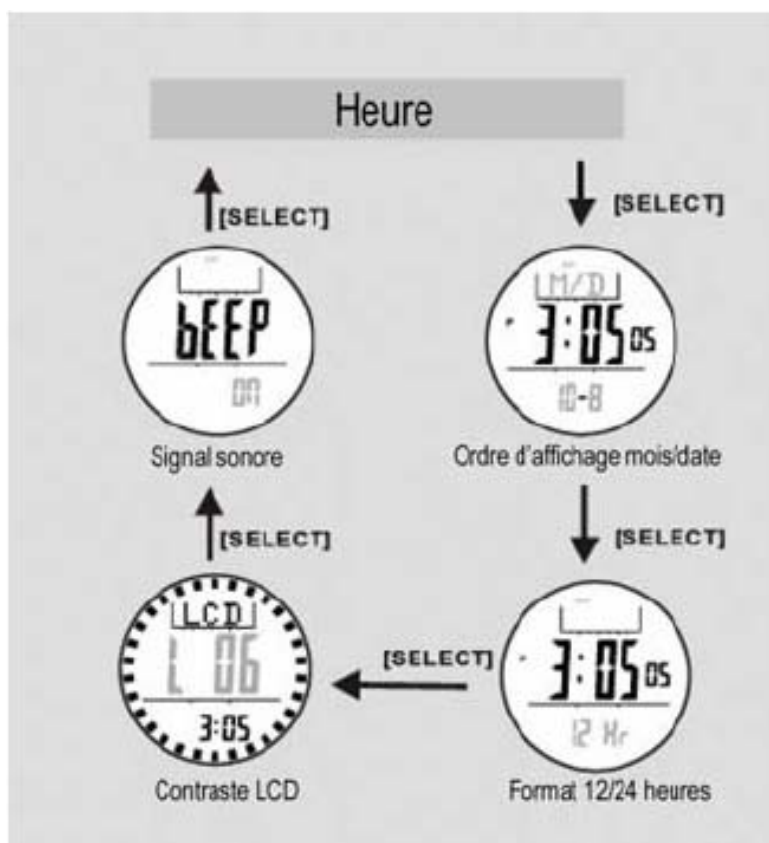 Heure
[SELECT]
[SELECT]
bEEP
ON
Signal sonore
M/D
3:05 05
10-8
Ordre d'affichage mois/date
[SELECT]
[SELECT]
LCD
L 06
3:05
Contraste LCD
[SELECT]
3:05 05
12 Hr
Format 12/24 heures